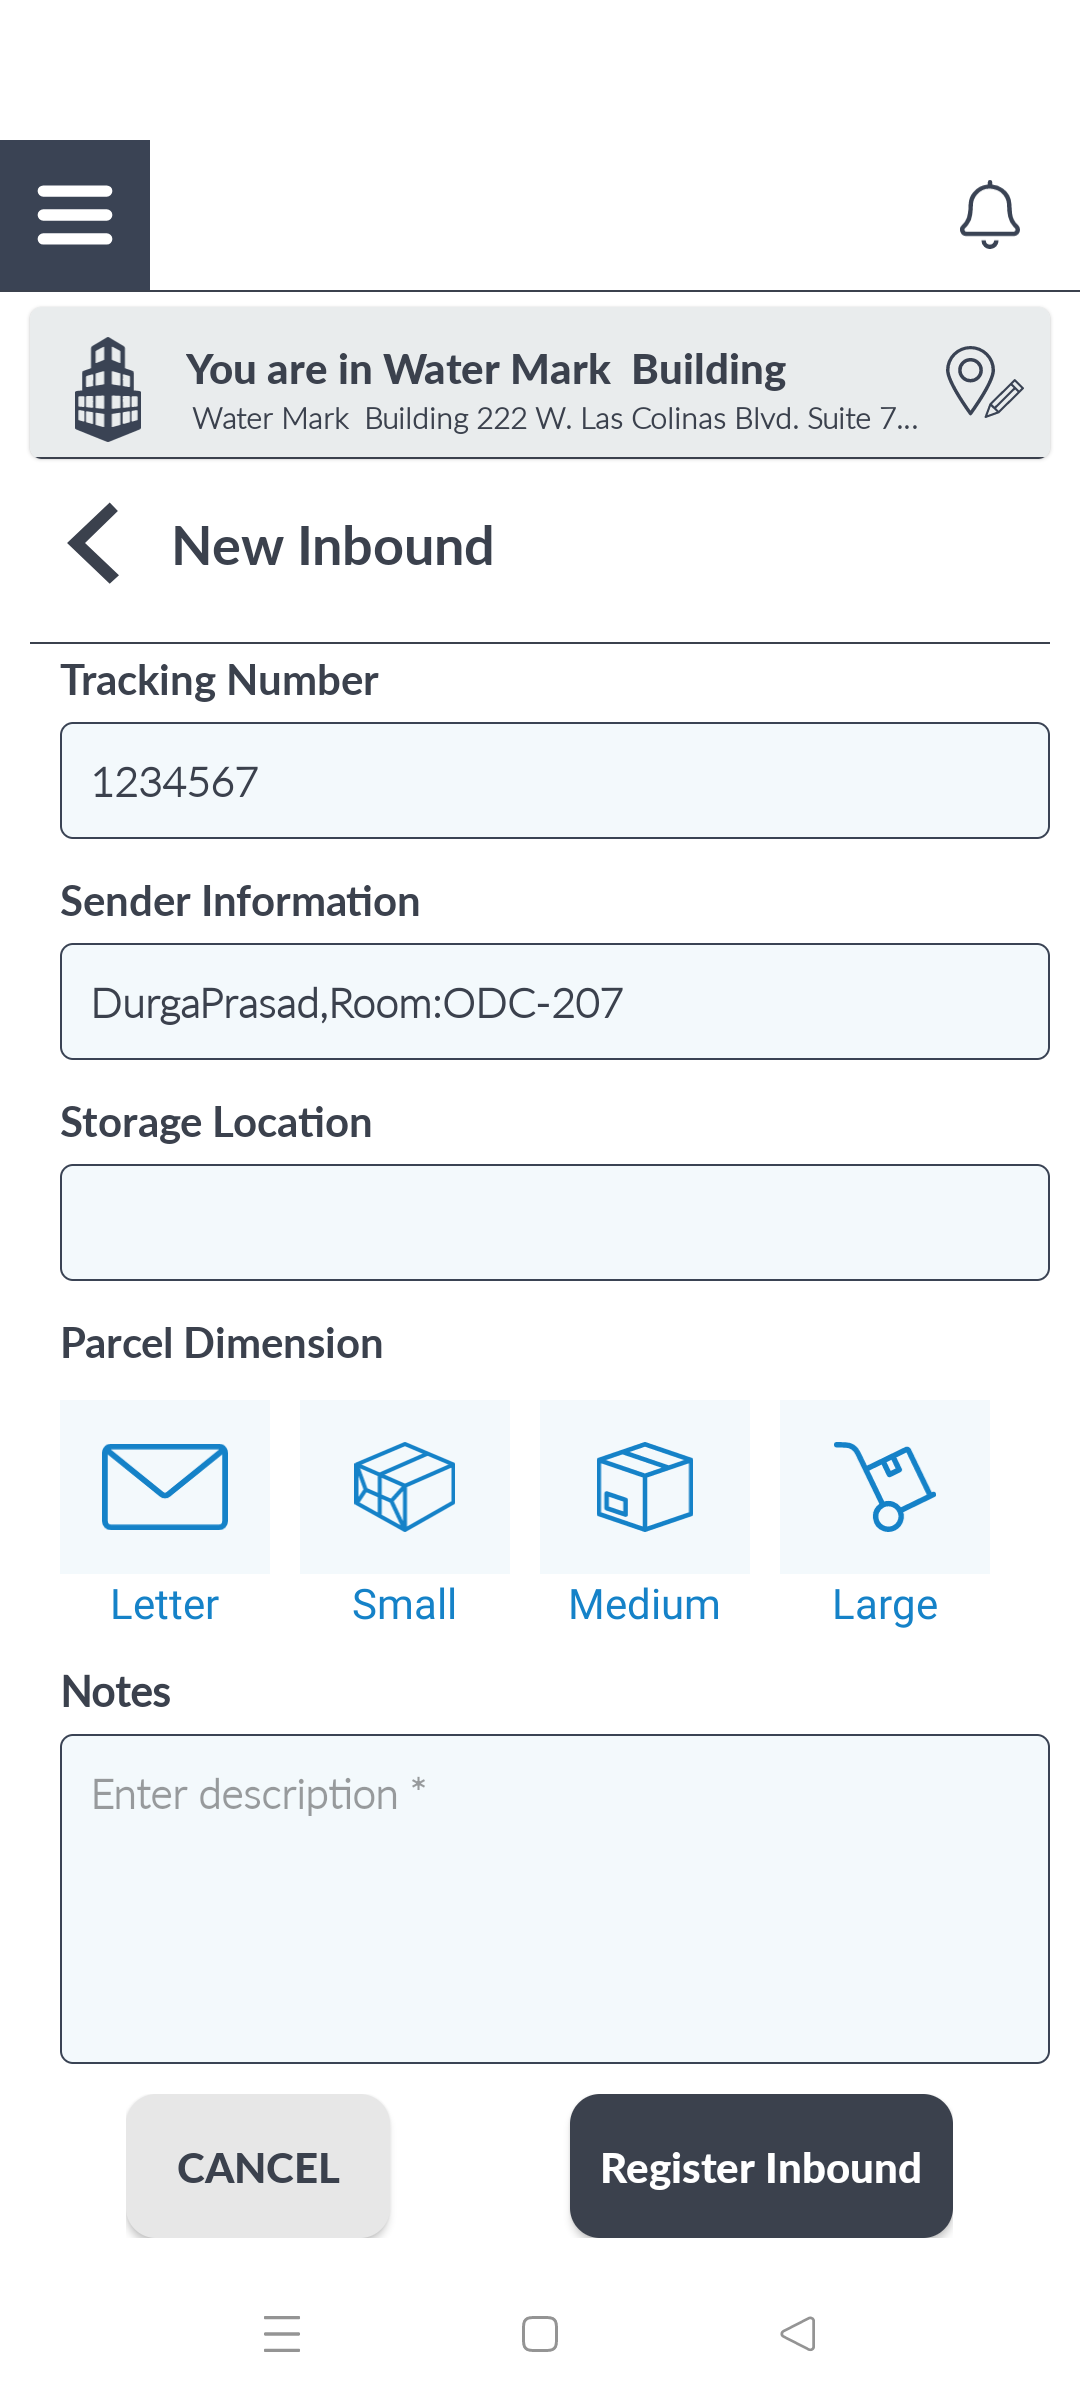 You are in Water Mark  Building
Water Mark  Building 222 W. Las Colinas Blvd. Suite 7...
New Inbound
Tracking Number
1234567
Sender Information
DurgaPrasad,Room:ODC-207
Storage Location
Parcel Dimension
Letter Small Medium Large
Notes
Enter description *
CANCEL Register Inbound